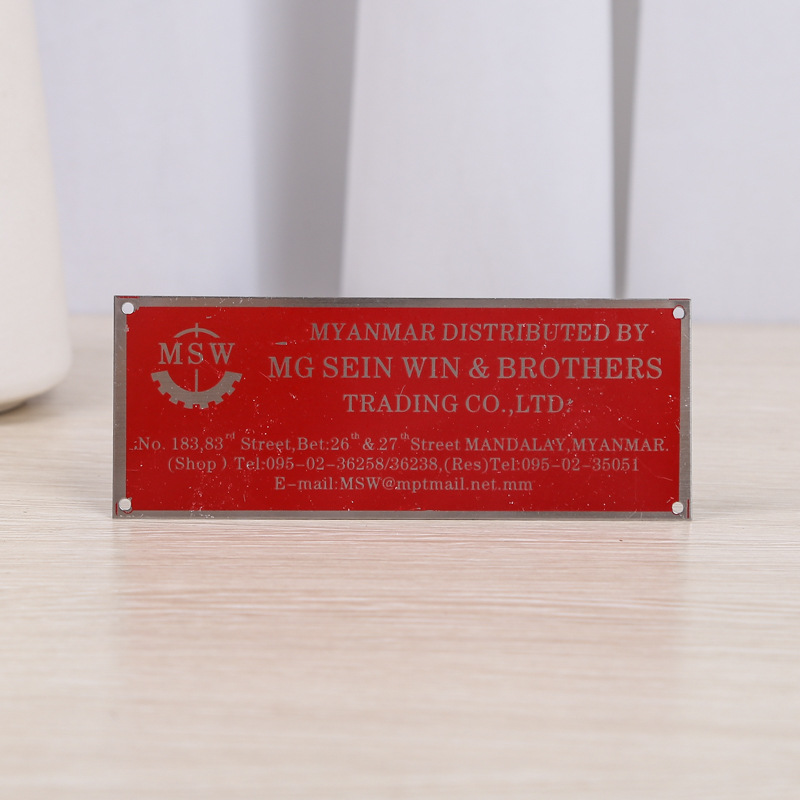 MSW
MYANMAR DISTRIBUTED BY
MG SEIN WIN & BROTHERS
TRADING CO.,LTD.
No. 183,83rd Street,Bet:26th & 27th Street MANDALAY,MYANMAR.
(Shop) Tel:095-02-36258/36238,(Res)Tel:095-02-35051
E-mail:MSW@mptmail.net.mm